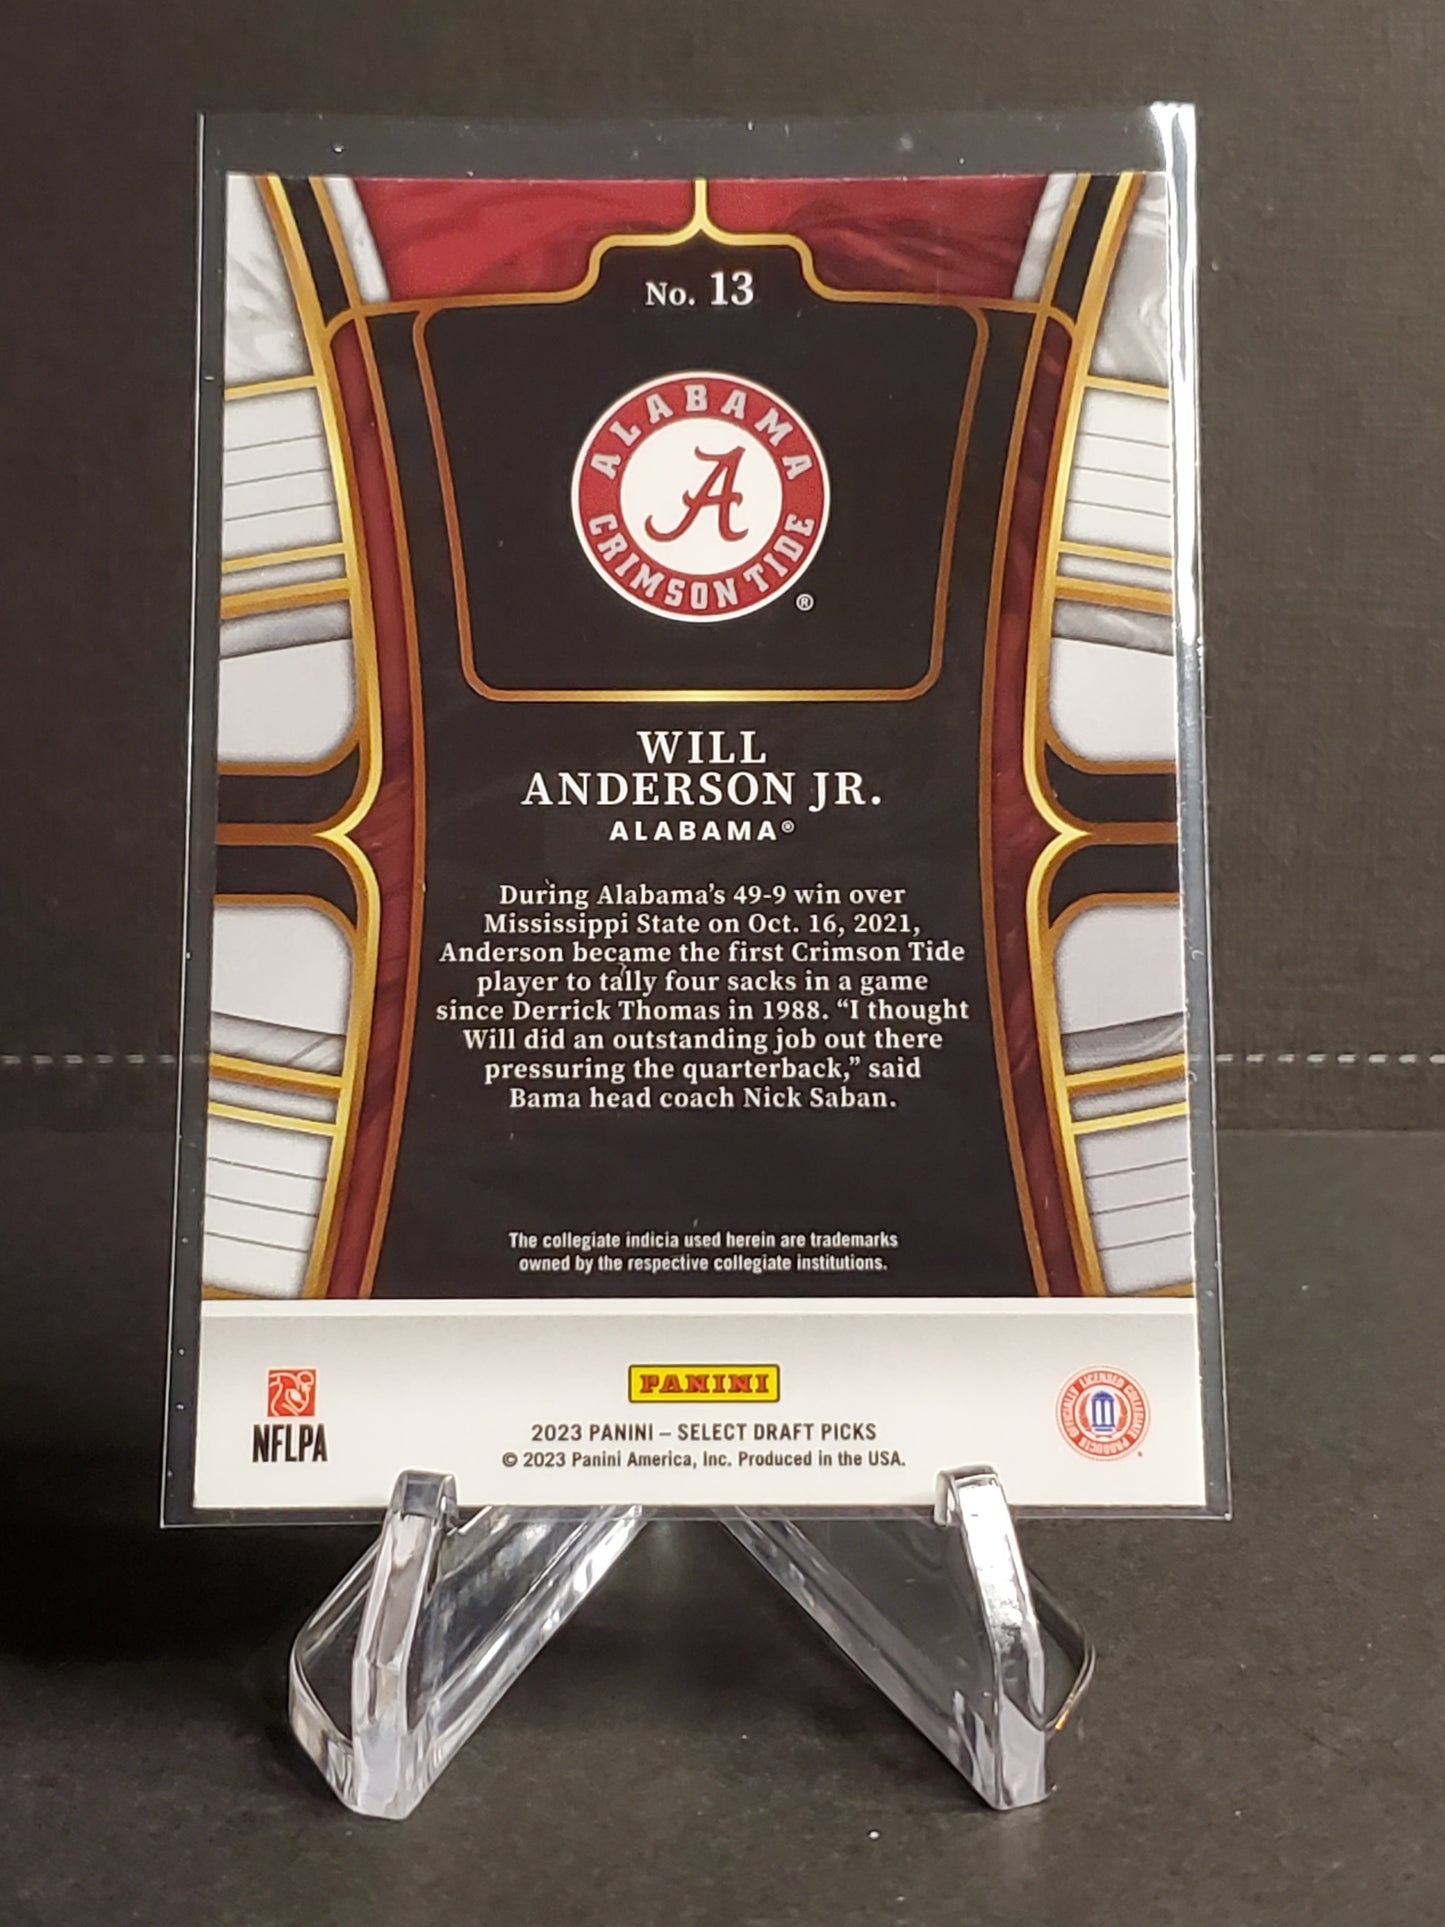 No. 13
ALABAMA
A
CRIMSON TIDE
®
WILL
ANDERSON JR.
ALABAMA®
During Alabama's 49-9 win over
Mississippi State on Oct. 16, 2021,
Anderson became the first Crimson Tide
player to tally four sacks in a game
since Derrick Thomas in 1988. “I thought
Will did an outstanding job out there
pressuring the quarterback,” said
Bama head coach Nick Saban.
The collegiate indicia used herein are trademarks
owned by the respective collegiate institutions.
NFLPA
PANINI
2023 PANINI – SELECT DRAFT PICKS
© 2023 Panini America, Inc. Produced in the USA.
OFFICIALLY LICENSED COLLEGIATE PRODUCTS